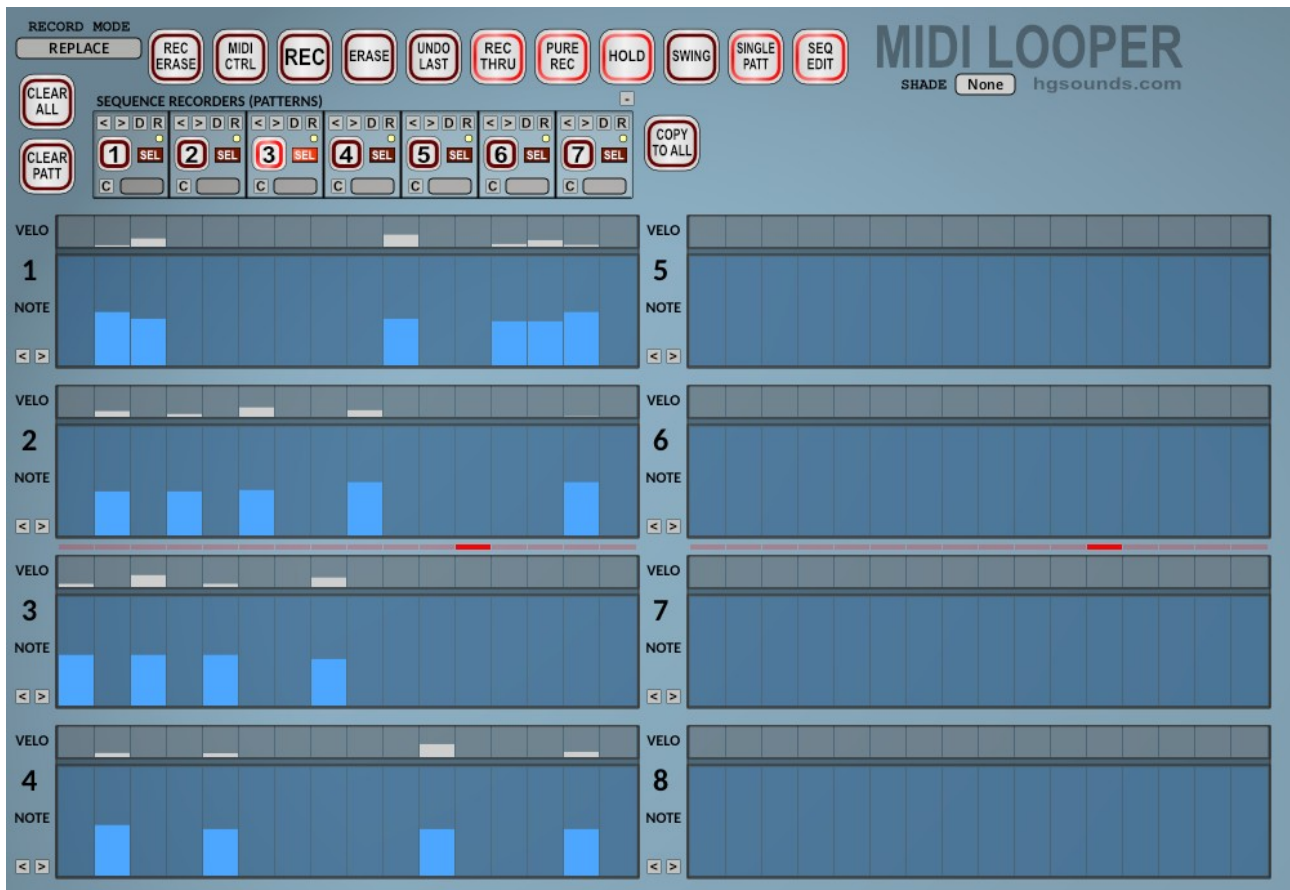 RECORD MODE
REPLACE
REC ERASE
MIDI CTRL
REC
ERASE
UNDO LAST
REC THRU
PURE REC
HOLD
SWING
SINGLE PATT
SEQ EDIT
MIDI LOOPER
SHADE None hgsounds.com
CLEAR ALL
CLEAR PATT
SEQUENCE RECORDERS (PATTERNS) -
< > D R < > D R < > D R < > D R < > D R < > D R < > D R
1 SEL 2 SEL 3 SEL 4 SEL 5 SEL 6 SEL 7 SEL
C C C C C C C
COPY TO ALL
VELO
1
NOTE
< >
VELO
2
NOTE
< >
VELO
3
NOTE
< >
VELO
4
NOTE
< >
VELO
5
NOTE
< >
VELO
6
NOTE
< >
VELO
7
NOTE
< >
VELO
8
NOTE
< >